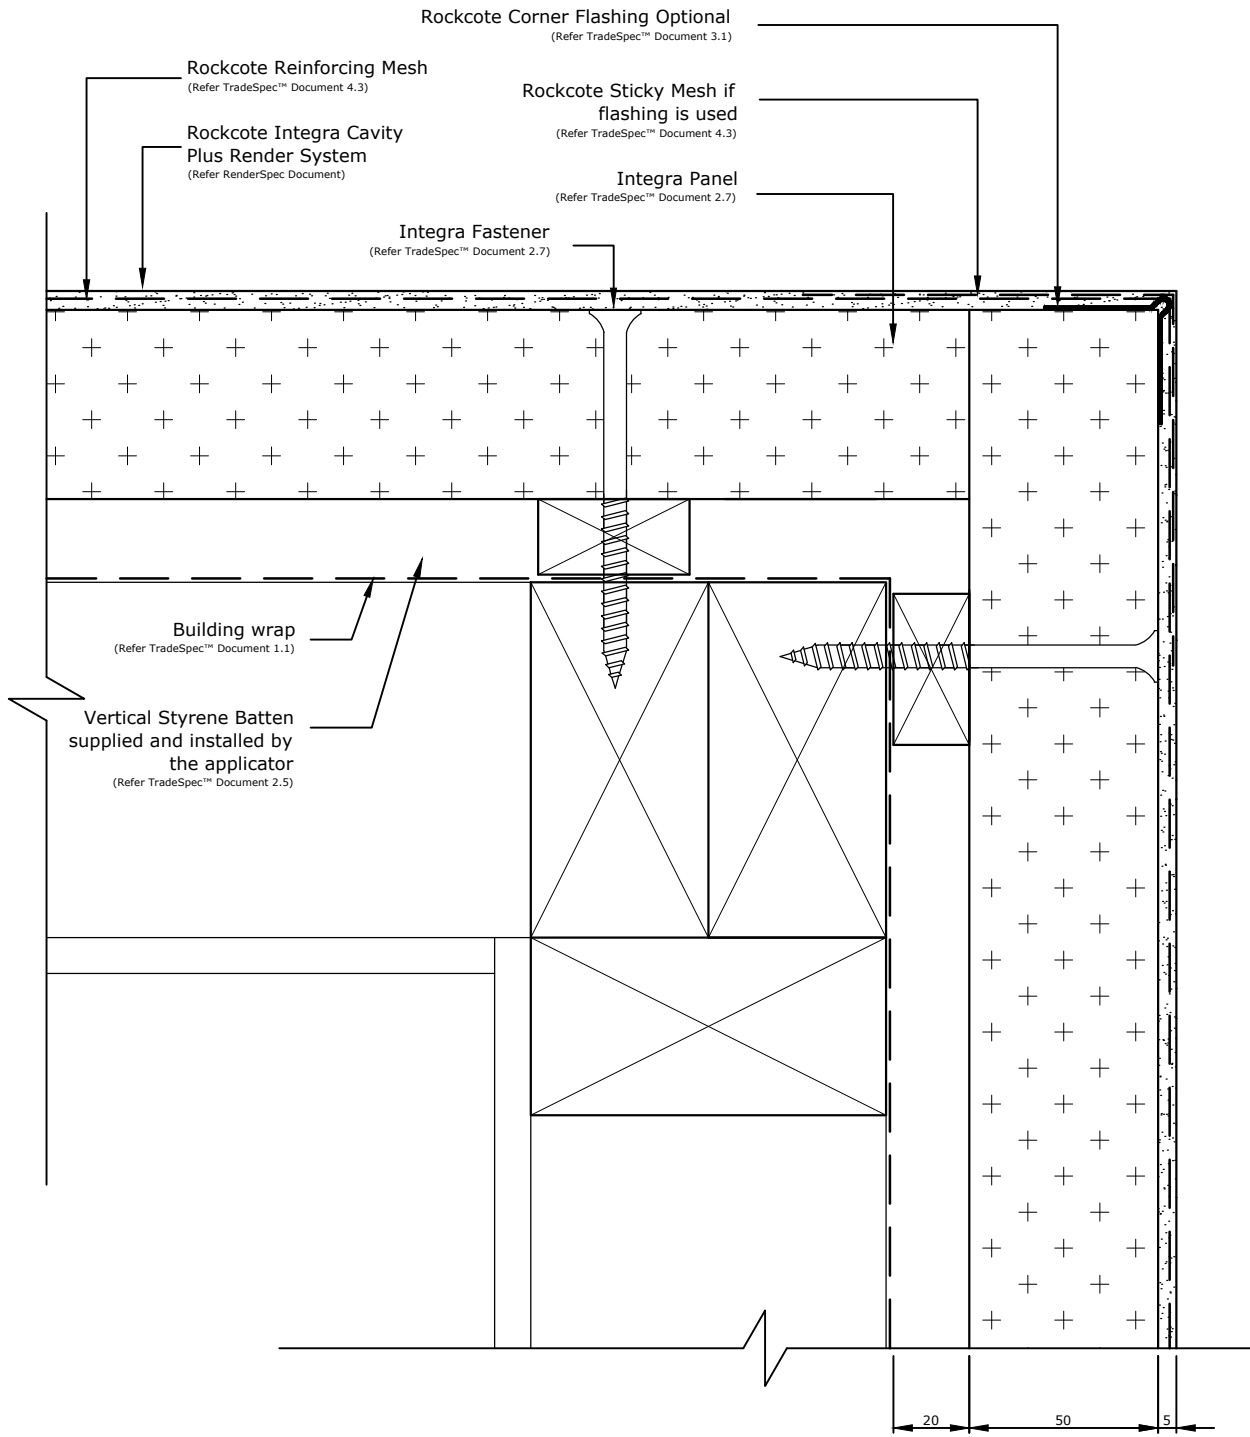 Rockcote Corner Flashing Optional
(Refer TradeSpec™ Document 3.1)
Rockcote Reinforcing Mesh
(Refer TradeSpec™ Document 4.3)
Rockcote Sticky Mesh if
flashing is used
(Refer TradeSpec™ Document 4.3)
Rockcote Integra Cavity
Plus Render System
(Refer RenderSpec Document)
Integra Panel
(Refer TradeSpec™ Document 2.7)
Integra Fastener
(Refer TradeSpec™ Document 2.7)
Building wrap
(Refer TradeSpec™ Document 1.1)
Vertical Styrene Batten
supplied and installed by
the applicator
(Refer TradeSpec™ Document 2.5)
20 50 5